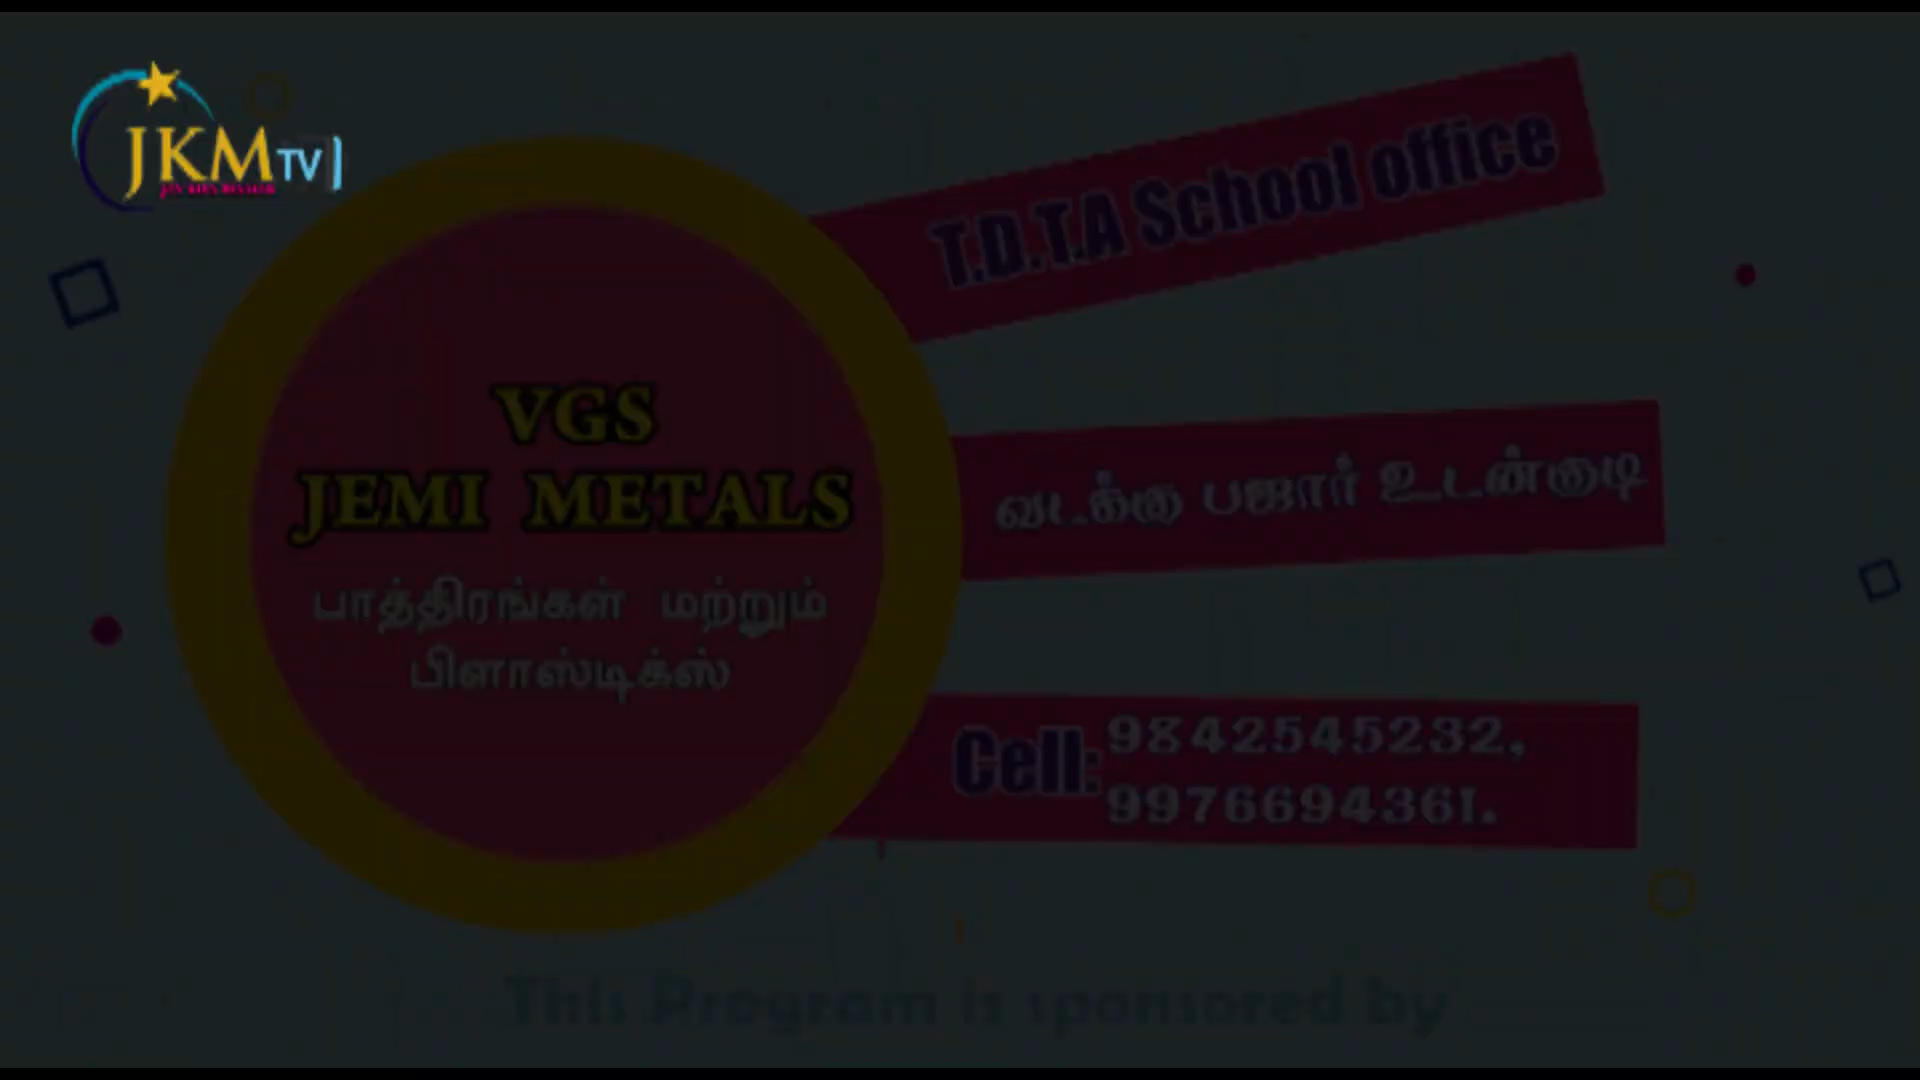 JKM TV
VGS
JEMI METALS
பாத்திரங்கள் மற்றும்
பிளாஸ்டிக்ஸ்
T.D.T.A School office
வடக்கு பஜார் உடன்குடி
Cell: 9842545232,
9976694361.
This Program is sponsored by